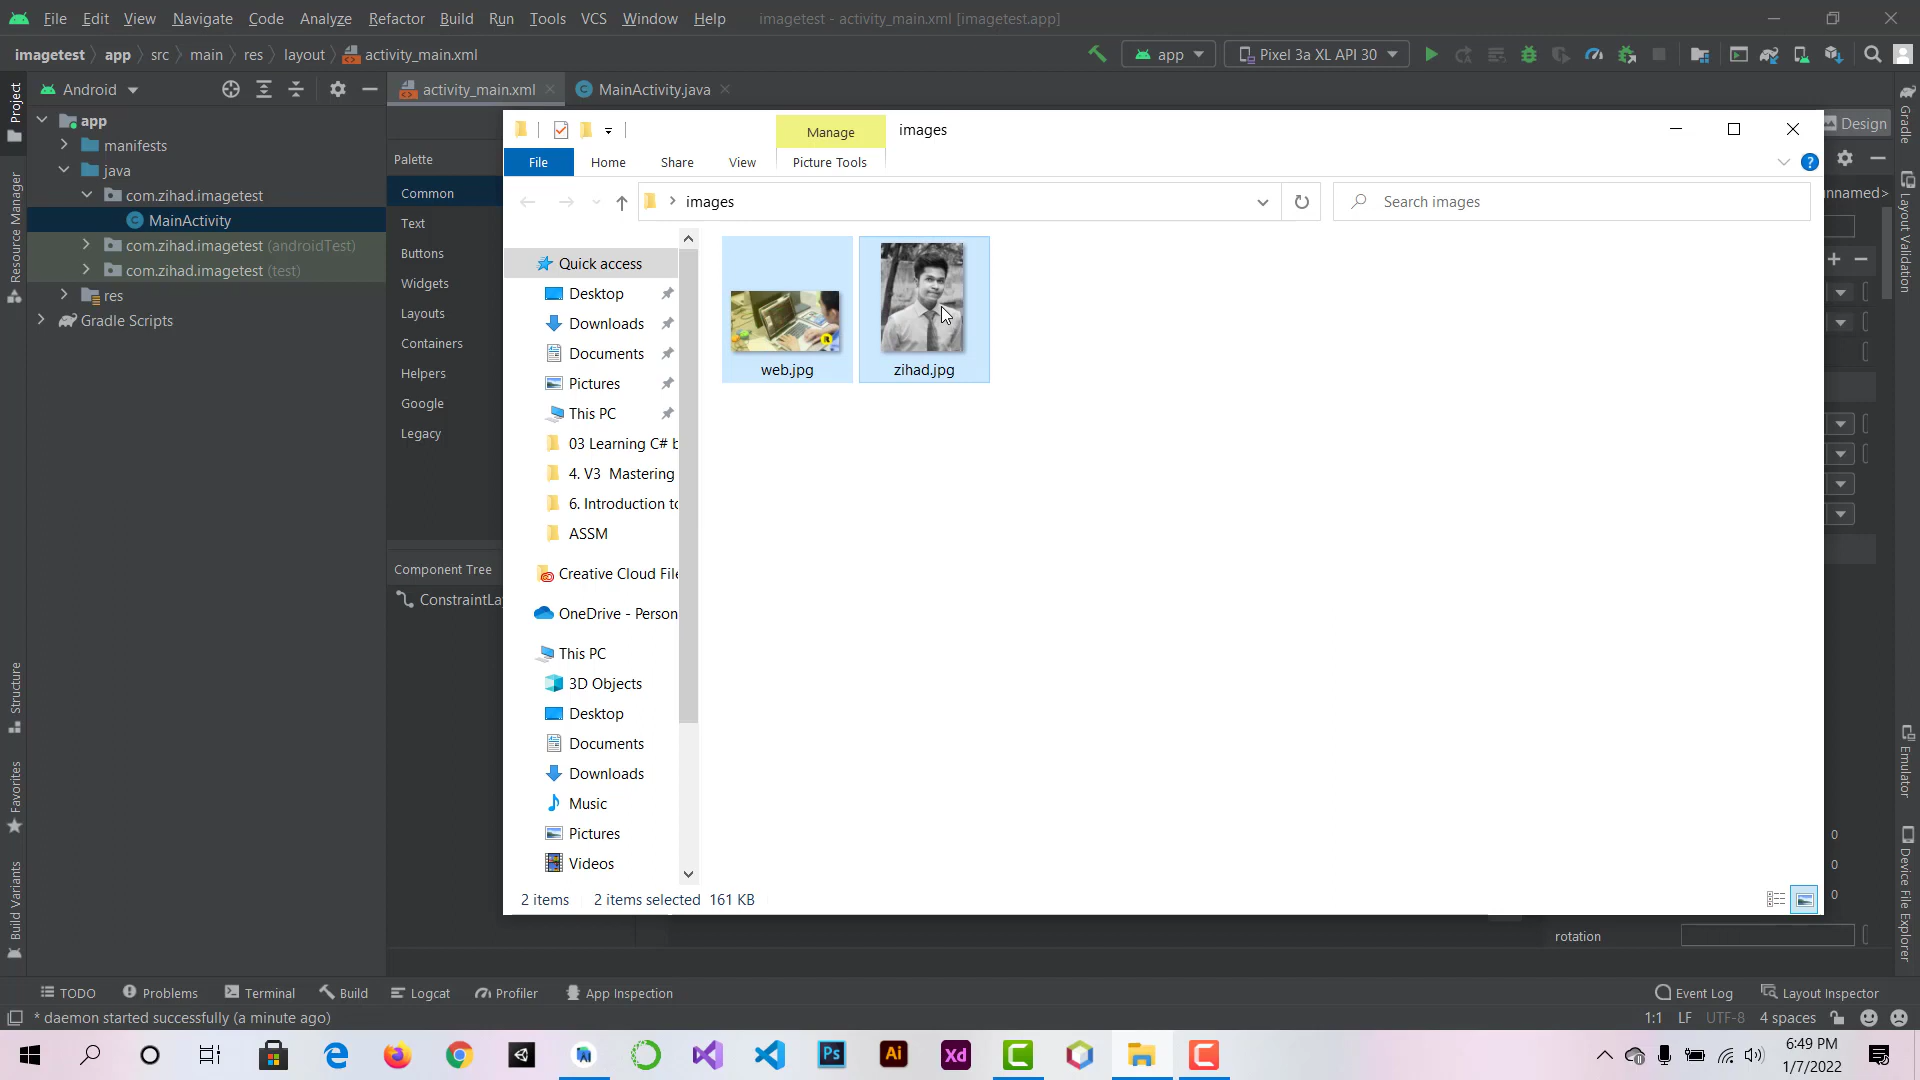 File Edit View Navigate Code Analyze Refactor Build Run Tools VCS Window Help imagetest - activity_main.xml [imagetest.app]
imagetest app src main res layout activity_main.xml app Pixel 3a XL API 30
Android activity_main.xml MainActivity.java
Project
Resource Manager
Structure
Favorites
Build Variants
app
manifests
java
com.zihad.imagetest
MainActivity
com.zihad.imagetest (androidTest)
com.zihad.imagetest (test)
res
Gradle Scripts
Palette
Common
Text
Buttons
Widgets
Layouts
Containers
Helpers
Google
Legacy
Component Tree
ConstraintLa
Manage images
File Home Share View Picture Tools
images Search images
Quick access
Desktop
Downloads
Documents
Pictures
This PC
03 Learning C# b
4. V3 Mastering
6. Introduction to
ASSM
Creative Cloud File
OneDrive - Person
This PC
3D Objects
Desktop
Documents
Downloads
Music
Pictures
Videos
web.jpg zihad.jpg
2 items 2 items selected 161 KB
Design
nnamed>
0
0
0
rotation
Gradle
Layout Validation
Emulator
Device File Explorer
TODO Problems Terminal Build Logcat Profiler App Inspection Event Log Layout Inspector
* daemon started successfully (a minute ago) 1:1 LF UTF-8 4 spaces
Ps Ai Xd
6:49 PM
1/7/2022